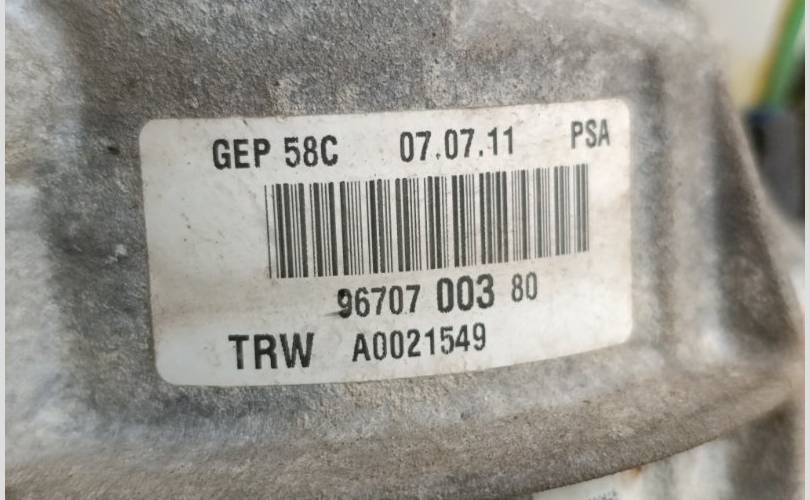 GEP 58C 07.07.11 PSA
96707 003 80
TRW A0021549